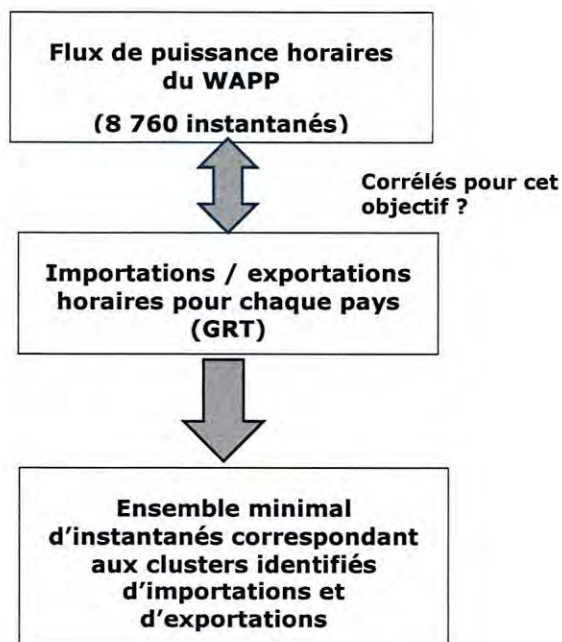 Flux de puissance horaires
du WAPP
(8 760 instantanés)
Corrélés pour cet
objectif ?
Importations / exportations
horaires pour chaque pays
(GRT)
Ensemble minimal
d'instantanés correspondant
aux clusters identifiés
d'importations et
d'exportations